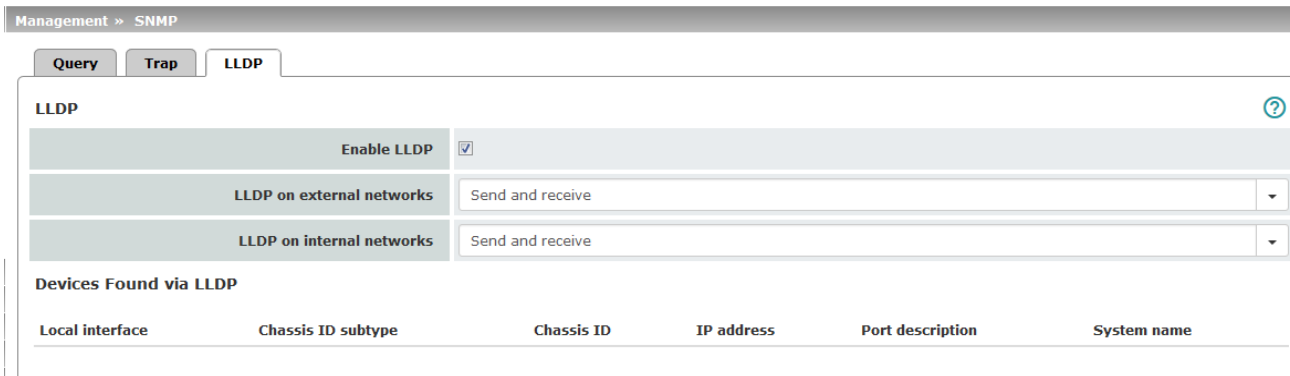 Management » SNMP
Query Trap LLDP
LLDP
Enable LLDP
LLDP on external networks Send and receive
LLDP on internal networks Send and receive
Devices Found via LLDP
Local interface Chassis ID subtype Chassis ID IP address Port description System name